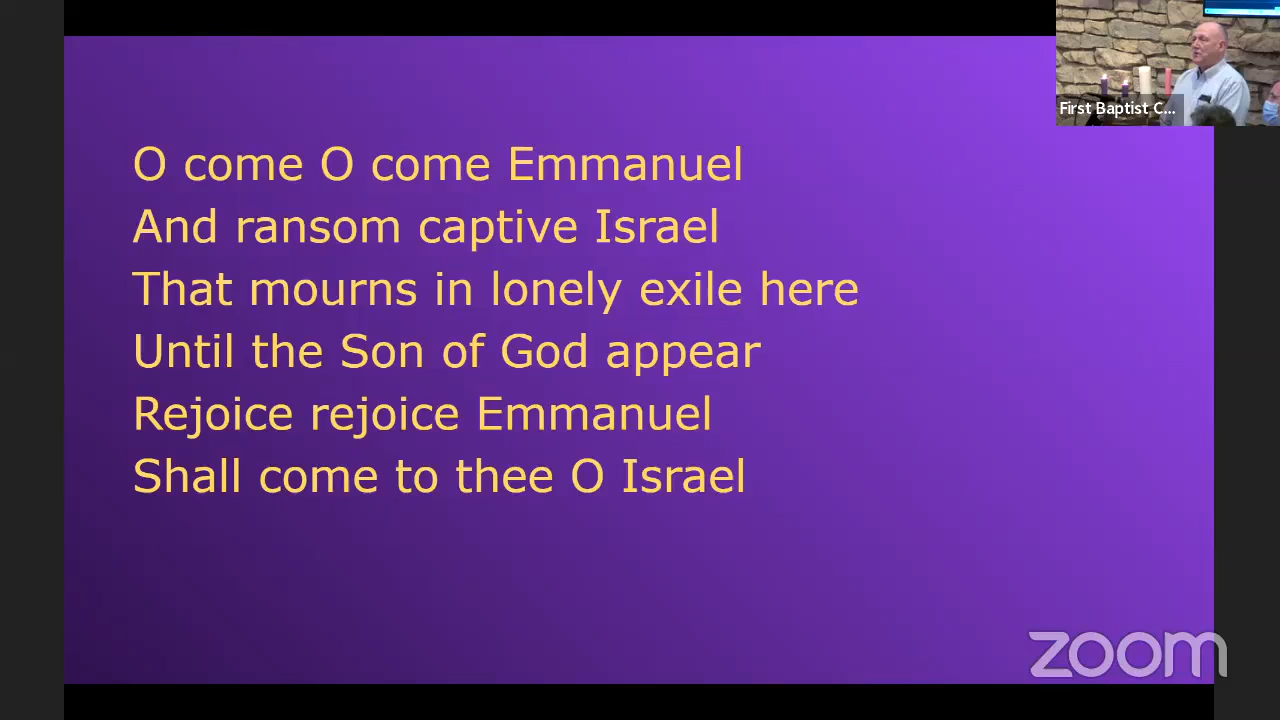 First Baptist C...
O come O come Emmanuel
And ransom captive Israel
That mourns in lonely exile here
Until the Son of God appear
Rejoice rejoice Emmanuel
Shall come to thee O Israel
zoom